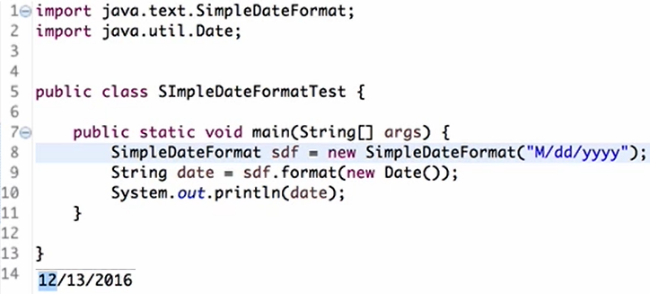 1 import java.text.SimpleDateFormat;
2 import java.util.Date;
3
4
5 public class SImpleDateFormatTest {
6
7 public static void main(String[] args) {
8 SimpleDateFormat sdf = new SimpleDateFormat("M/dd/yyyy");
9 String date = sdf.format(new Date());
10 System.out.println(date);
11 }
12
13 }
14
12/13/2016